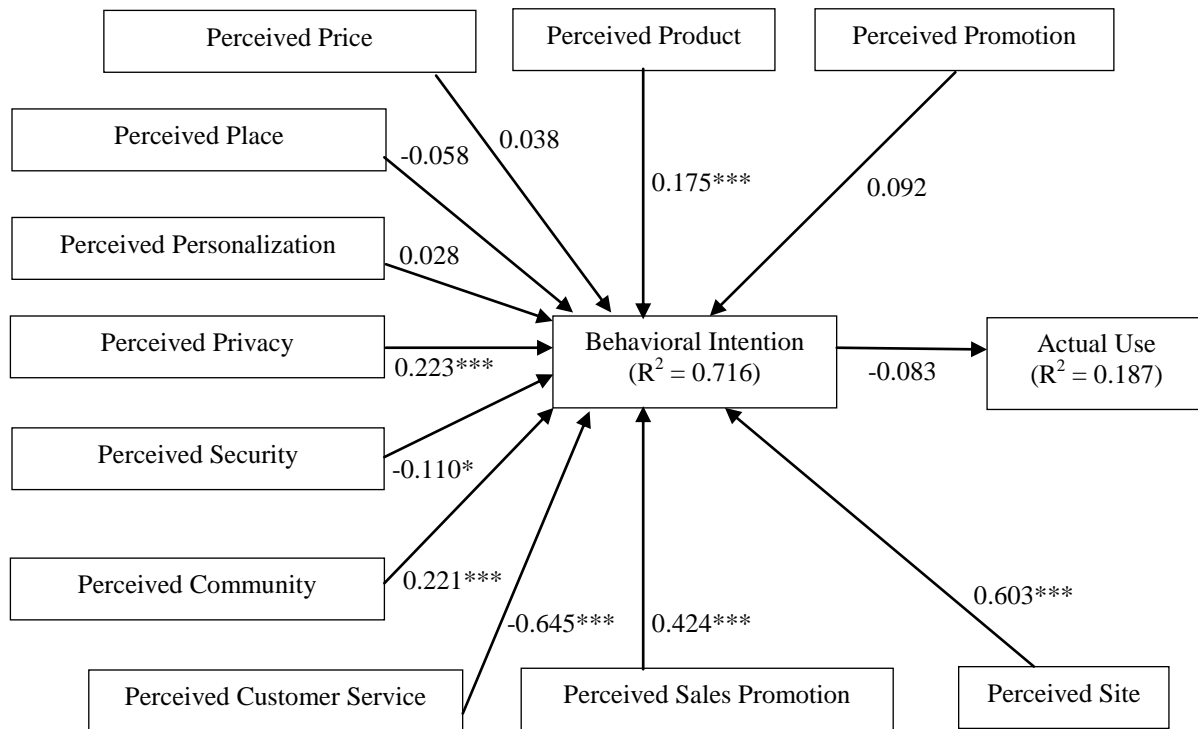 Perceived Price
Perceived Product
Perceived Promotion
Perceived Place
-0.058
0.038
0.175***
0.092
Perceived Personalization
0.028
Perceived Privacy
0.223***
Behavioral Intention
(R² = 0.716)
-0.083
Actual Use
(R² = 0.187)
Perceived Security
-0.110*
Perceived Community
0.221***
-0.645***
0.424***
0.603***
Perceived Customer Service
Perceived Sales Promotion
Perceived Site